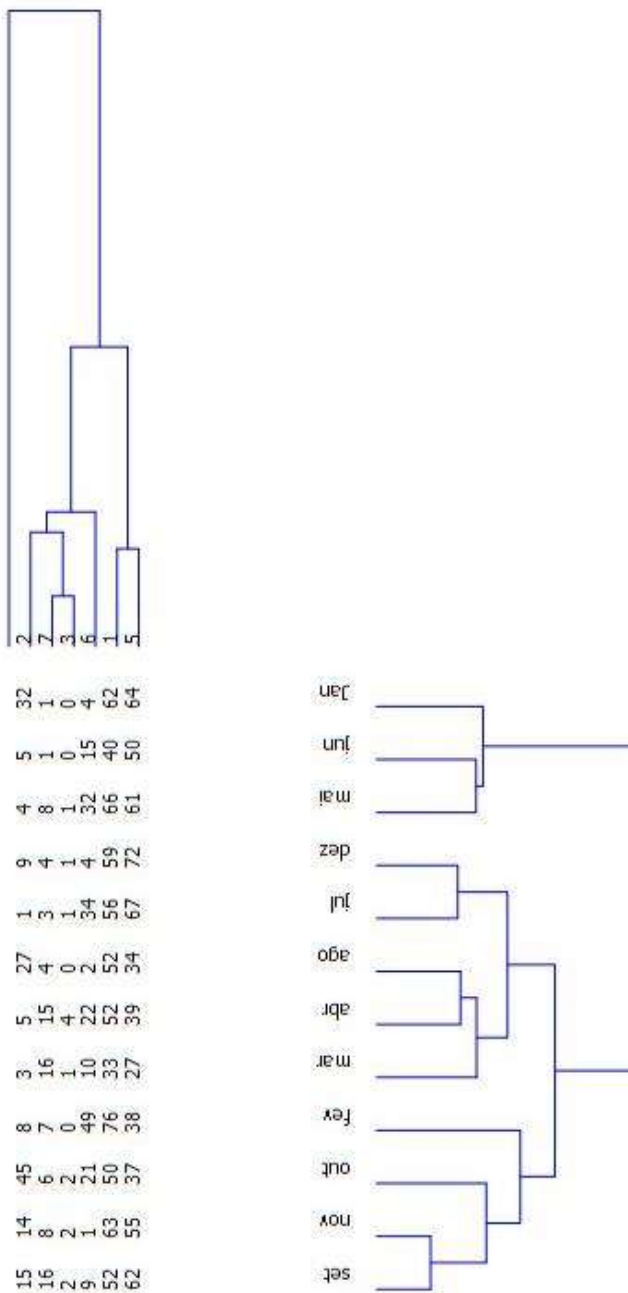 15 14 45 8 3 5 27 1 9 4 5 32 2
16 8 6 7 16 15 4 3 4 8 1 1 7
2 2 2 0 1 4 0 1 1 1 0 0 3
9 1 21 49 10 22 2 34 4 32 15 4 6
52 63 50 76 33 52 52 56 59 66 40 62 1
62 55 37 38 27 39 34 67 72 61 50 64 5
set
nov
out
fev
mar
abr
ago
jul
dez
mai
jun
Jan